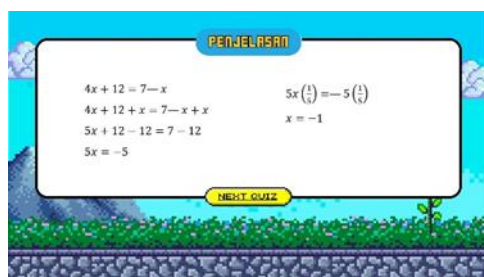 PENJELASAN
4x + 12 = 7— x
4x + 12 + x = 7— x + x
5x + 12 − 12 = 7 − 12
5x = −5
5x(1/5) =— 5(1/5)
x = −1
NEXT QUIZ